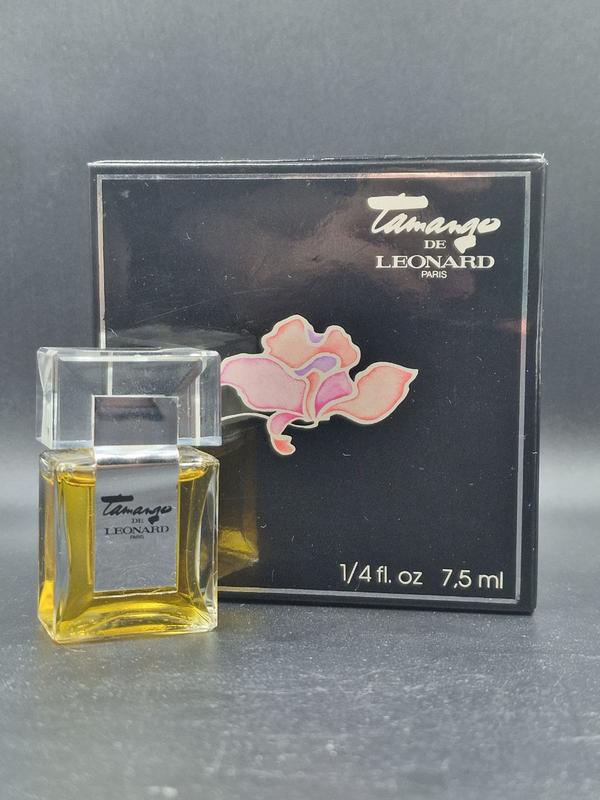 Tamango
DE
LEONARD
PARIS
1/4 fl. oz 7,5 ml
Tamango
DE
LEONARD
PARIS